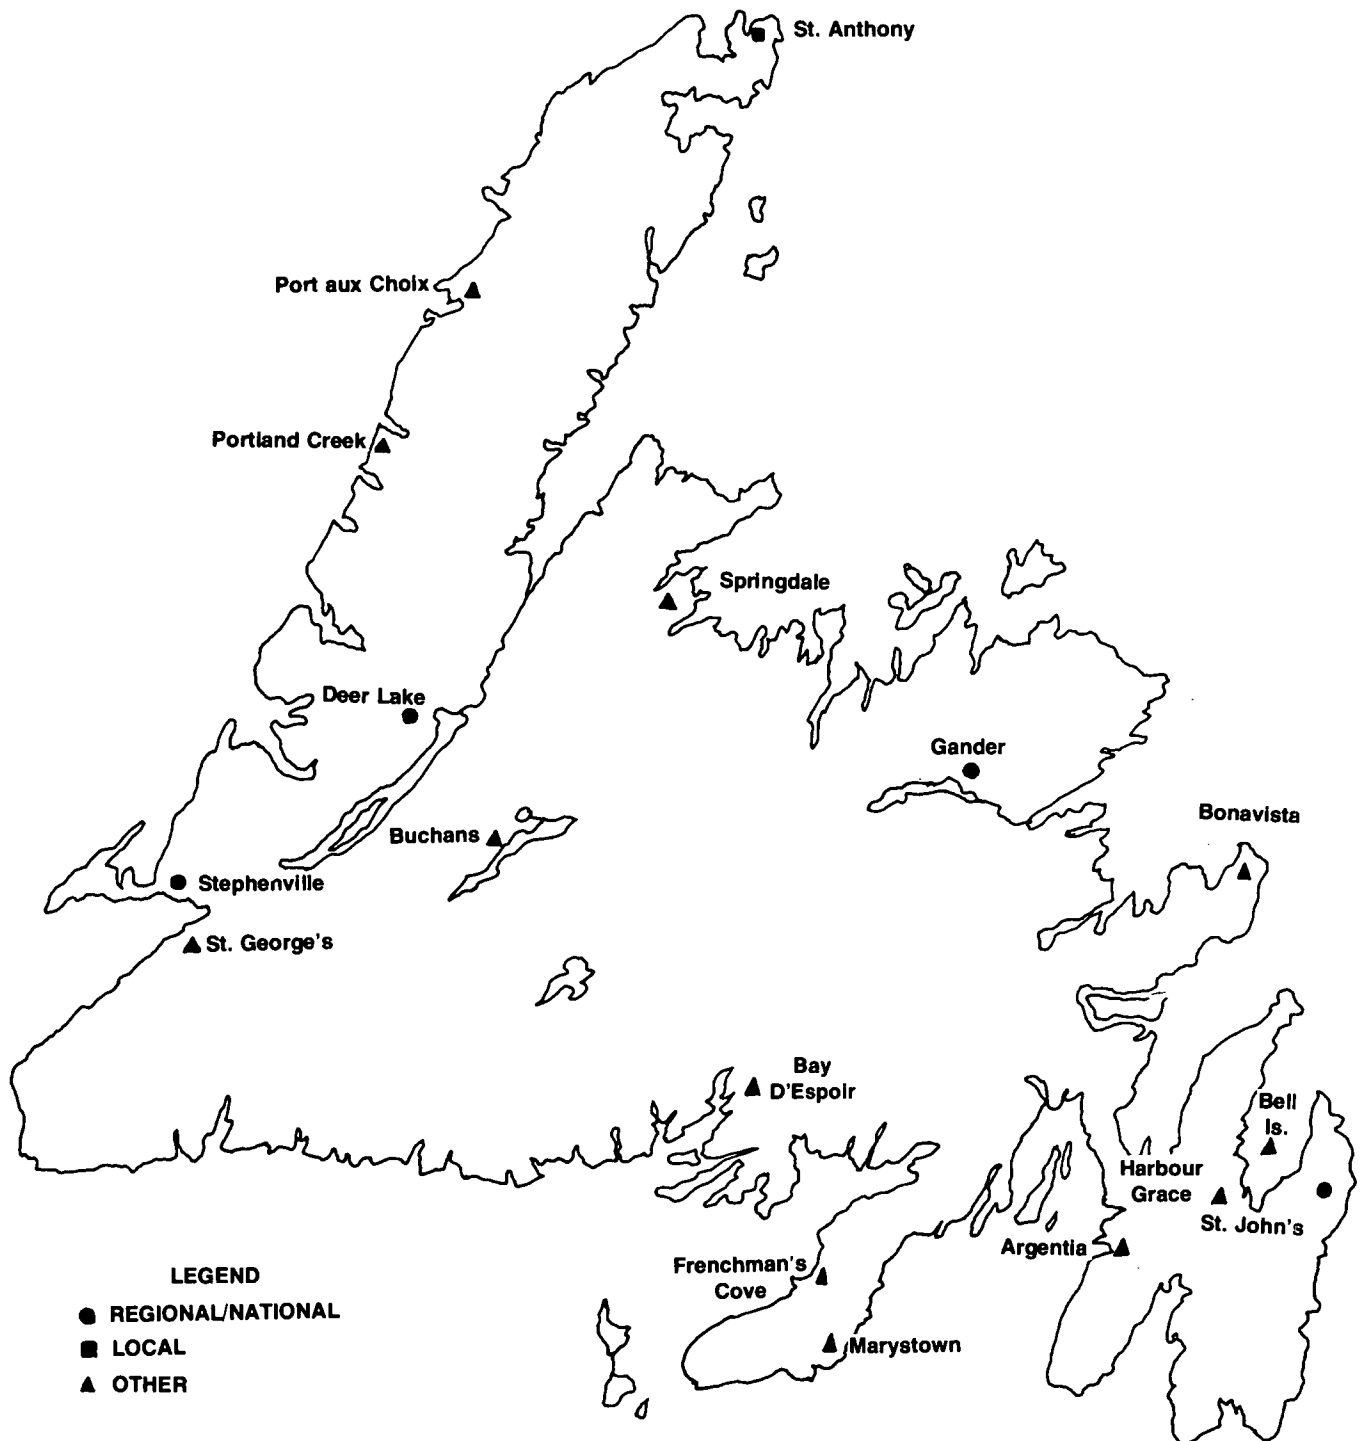 St. Anthony
Port aux Choix
Portland Creek
Springdale
Deer Lake
Gander
Bonavista
Buchans
Stephenville
St. George's
Bay
D'Espoir
Bell
Is.
Harbour
Grace
St. John's
Argentia
Frenchman's
Cove
Marystown
LEGEND
REGIONAL/NATIONAL
LOCAL
OTHER